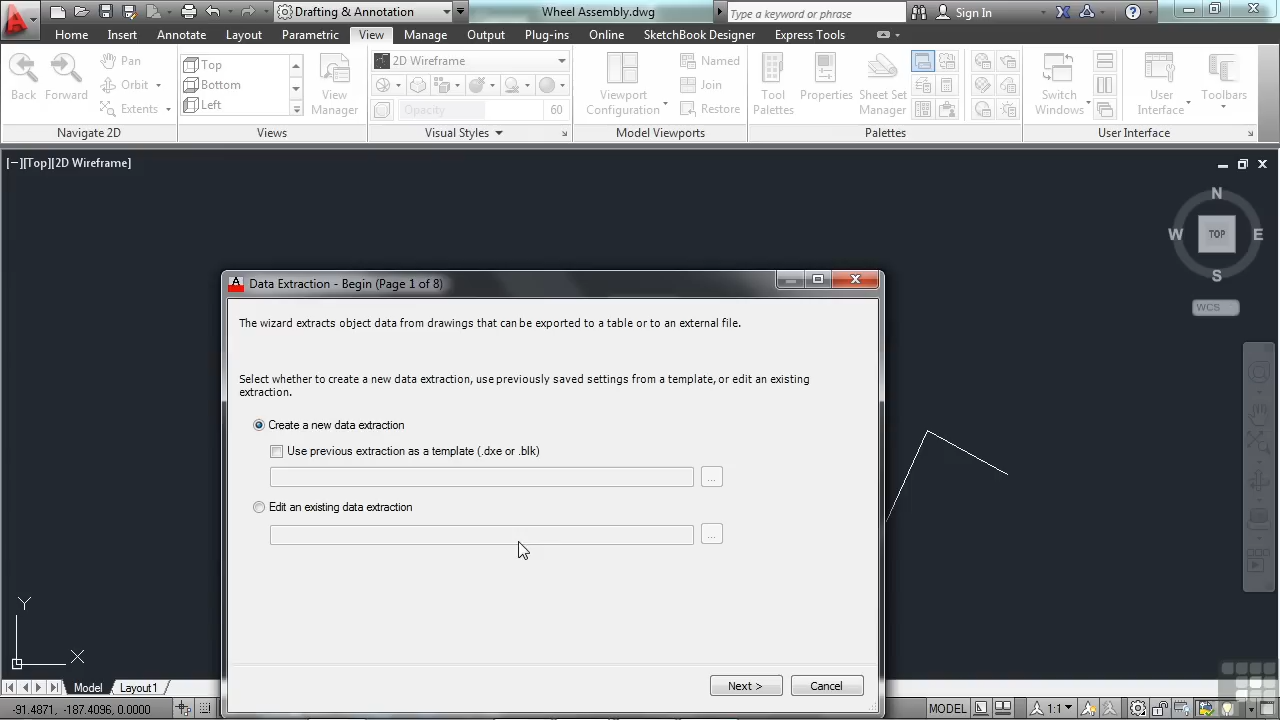 Drafting & Annotation
Wheel Assembly.dwg
Type a keyword or phrase
Sign In
Home
Insert
Annotate
Layout
Parametric
View
Manage
Output
Plug-ins
Online
SketchBook Designer
Express Tools
Back
Forward
Pan
Orbit
Extents
Navigate 2D
Top
Bottom
Left
View
Manager
Views
2D Wireframe
Opacity
60
Visual Styles
Viewport
Configuration
Named
Join
Restore
Model Viewports
Tool
Palettes
Properties
Sheet Set
Manager
Palettes
Switch
Windows
User
Interface
Toolbars
User Interface
[−][Top][2D Wireframe]
N
W
TOP
E
S
WCS
Data Extraction - Begin (Page 1 of 8)
The wizard extracts object data from drawings that can be exported to a table or to an external file.
Select whether to create a new data extraction, use previously saved settings from a template, or edit an existing
extraction.
Create a new data extraction
Use previous extraction as a template (.dxe or .blk)
...
Edit an existing data extraction
...
Next >
Cancel
Y
X
Model
Layout1
-91.4871, -187.4096, 0.0000
MODEL
1:1